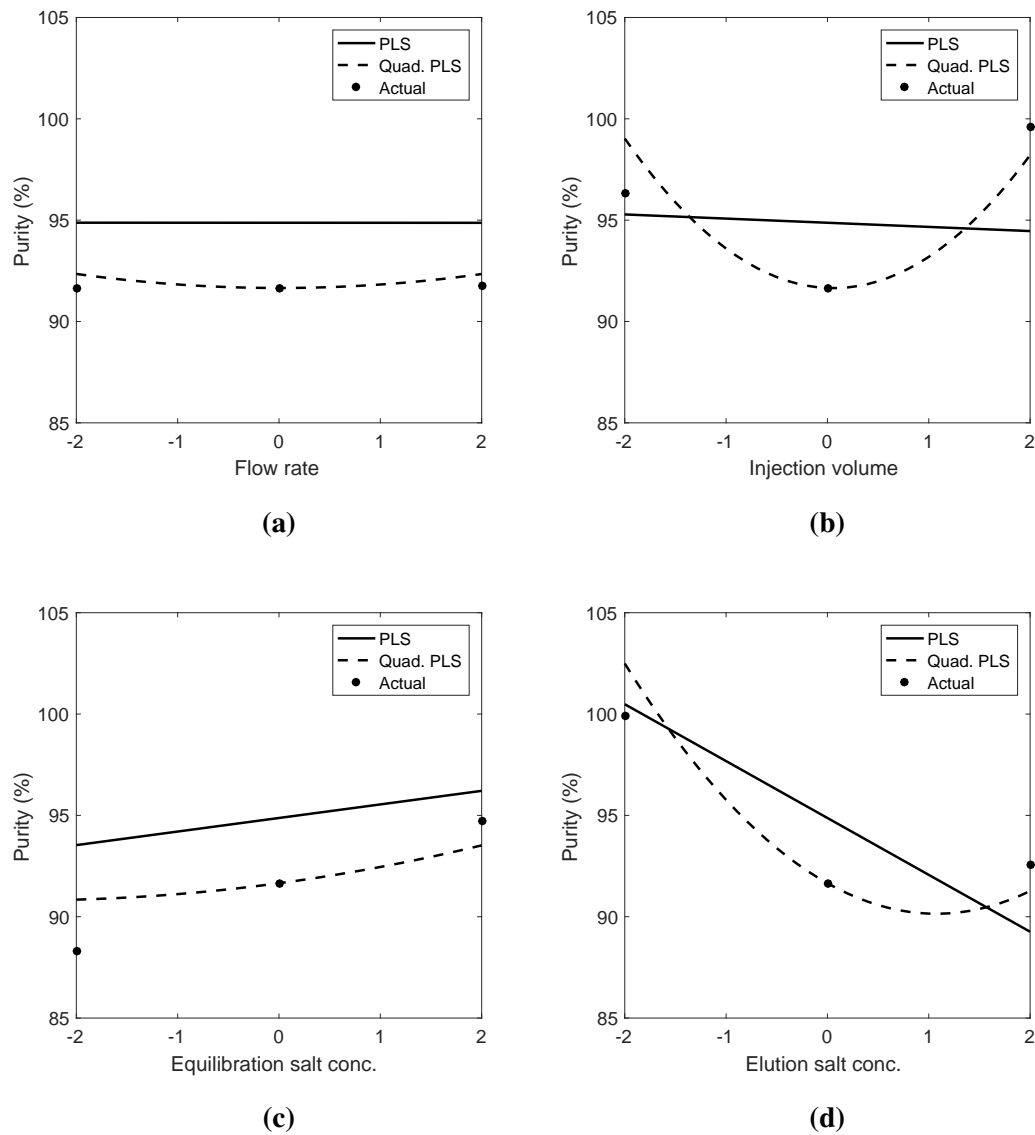 105
100
95
90
85
Purity (%)
-2 -1 0 1 2
Flow rate
PLS
Quad. PLS
Actual
(a)
105
100
95
90
85
Purity (%)
-2 -1 0 1 2
Injection volume
PLS
Quad. PLS
Actual
(b)
105
100
95
90
85
Purity (%)
-2 -1 0 1 2
Equilibration salt conc.
PLS
Quad. PLS
Actual
(c)
105
100
95
90
85
Purity (%)
-2 -1 0 1 2
Elution salt conc.
PLS
Quad. PLS
Actual
(d)